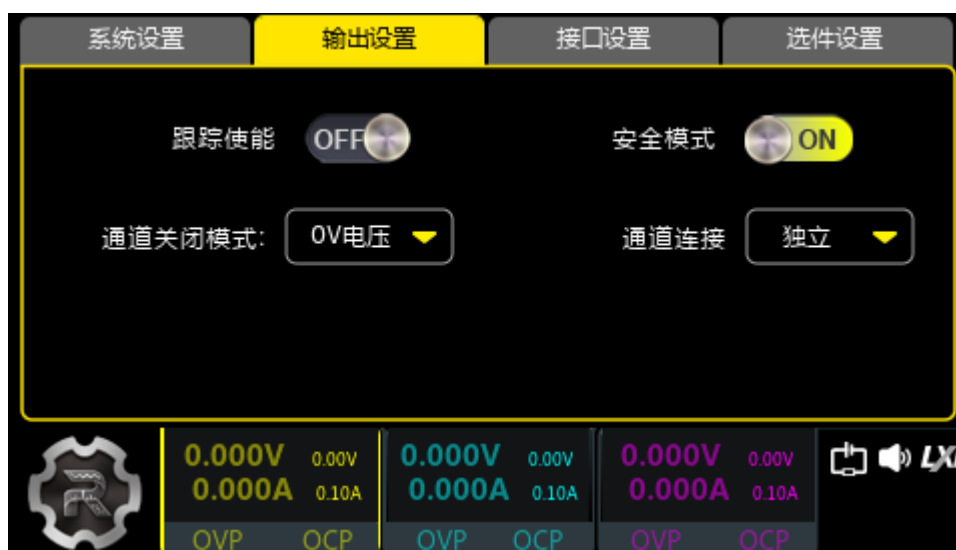 系统设置 输出设置 接口设置 选件设置
跟踪使能 OFF 安全模式 ON
通道关闭模式: 0V电压 通道连接 独立
0.000V 0.00V 0.000V 0.00V 0.000V 0.00V
0.000A 0.10A 0.000A 0.10A 0.000A 0.10A
OVP OCP OVP OCP OVP OCP